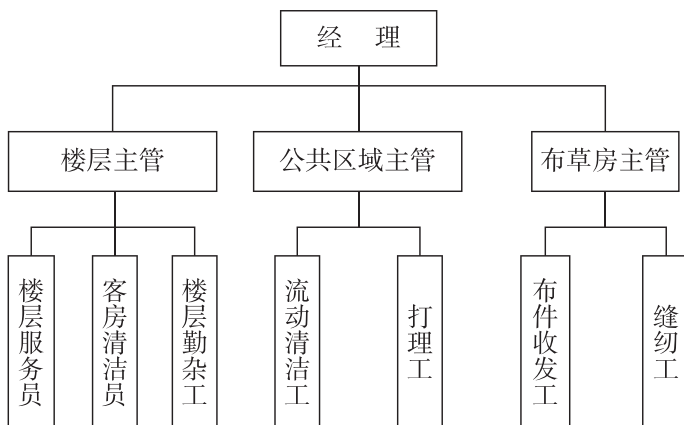 经 理
楼层主管
公共区域主管
布草房主管
楼层服务员
客房清洁员
楼层勤杂工
流动清洁工
打理工
布件收发工
缝纫工